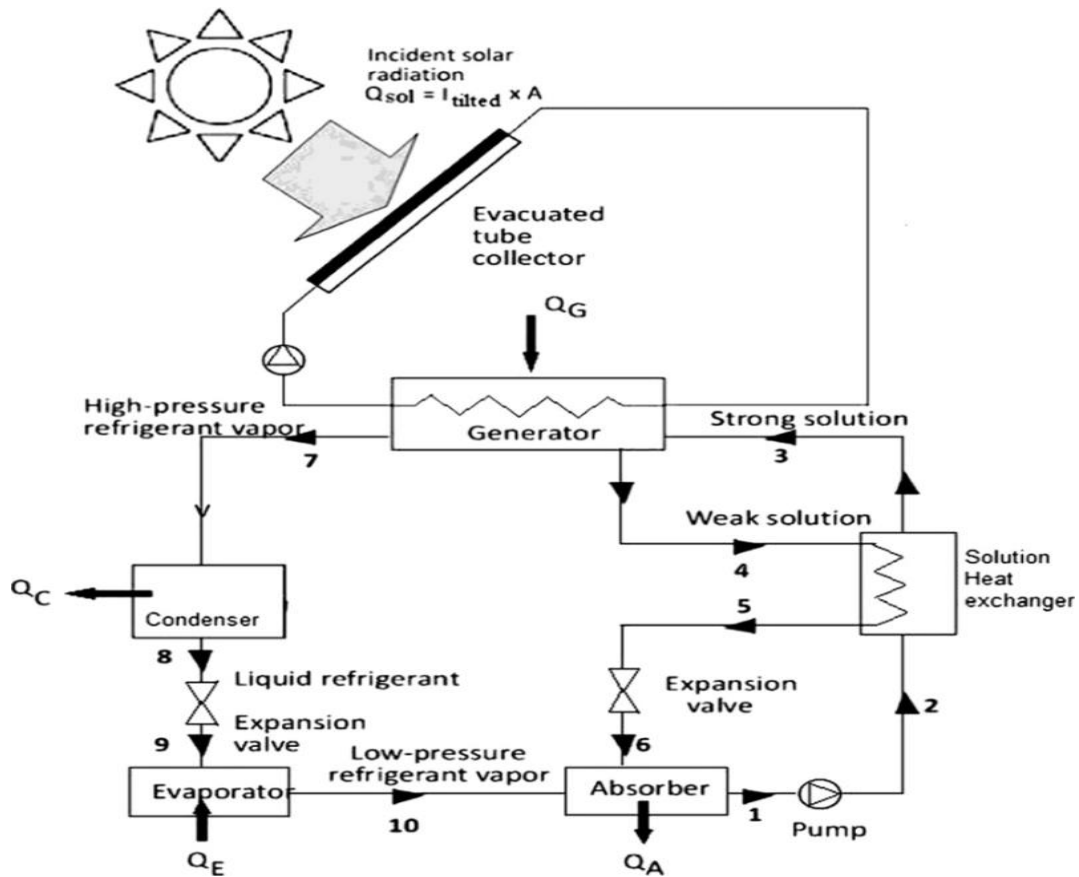 Incident solar
radiation
Qsol = Itilted x A
Evacuated
tube
collector
QG
High-pressure
refrigerant vapor
Generator
Strong solution
7
3
Weak solution
4
Solution
Heat
exchanger
QC
Condenser
5
8
Liquid refrigerant
Expansion
valve
2
Expansion
valve
9
6
Low-pressure
refrigerant vapor
Evaporator
Absorber
10
1
Pump
QE
QA